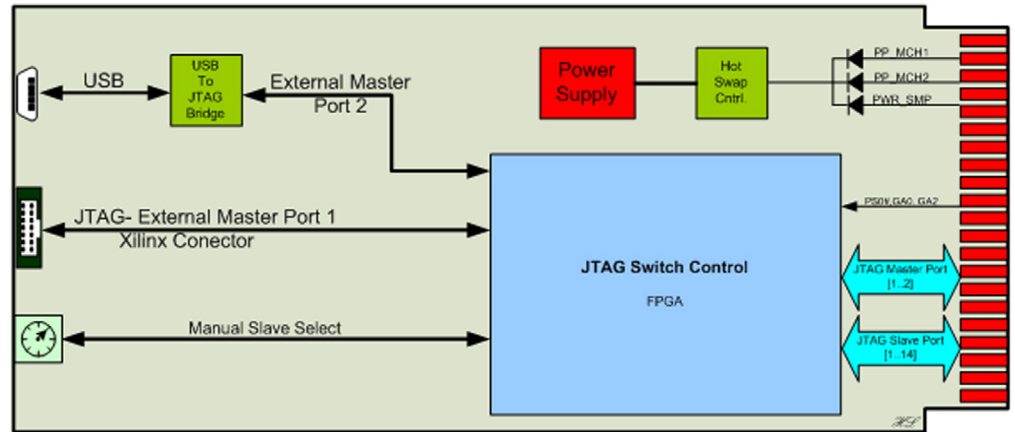 USB
USB
To
JTAG
Bridge
External Master
Port 2
Power
Supply
Hot
Swap
Cntrl.
PP_MCH1
PP_MCH2
PWR_SMP
JTAG- External Master Port 1
Xilinx Conector
PS0#,GA0. GA2
JTAG Switch Control
FPGA
JTAG Master Port
[1..2]
Manual Slave Select
JTAG Slave Port
[1..14]